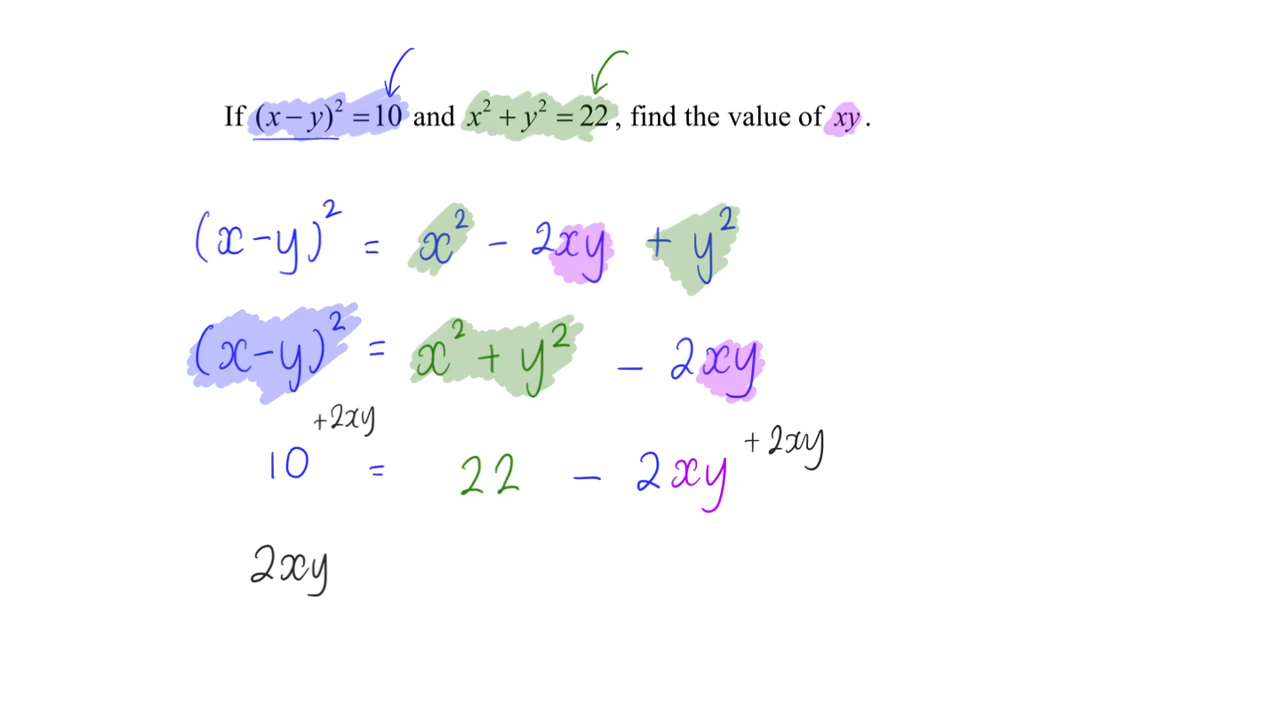 If (x − y)² = 10 and x² + y² = 22, find the value of xy.
(x − y)² = x² − 2xy + y²
(x − y)² = x² + y² − 2xy
+2xy
+2xy
10 = 22 − 2xy
2xy